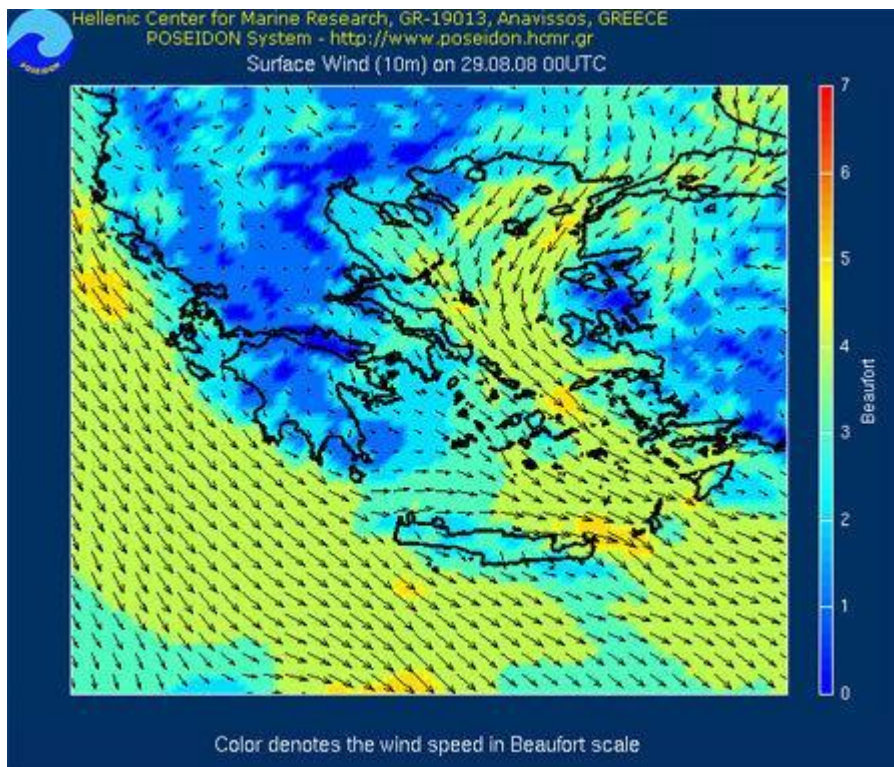 Hellenic Center for Marine Research, GR-19013, Anavissos, GREECE
POSEIDON System - http://www.poseidon.hcmr.gr
POSEIDON
Surface Wind (10m) on 29.08.08 00UTC
7
6
5
4
3
2
1
0
Beaufort
Color denotes the wind speed in Beaufort scale